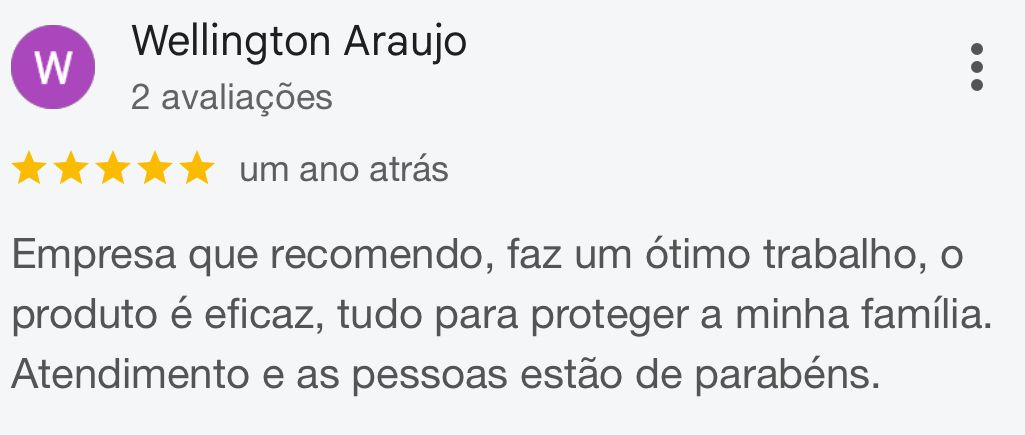 W
Wellington Araujo
2 avaliações
um ano atrás
Empresa que recomendo, faz um ótimo trabalho, o
produto é eficaz, tudo para proteger a minha família.
Atendimento e as pessoas estão de parabéns.